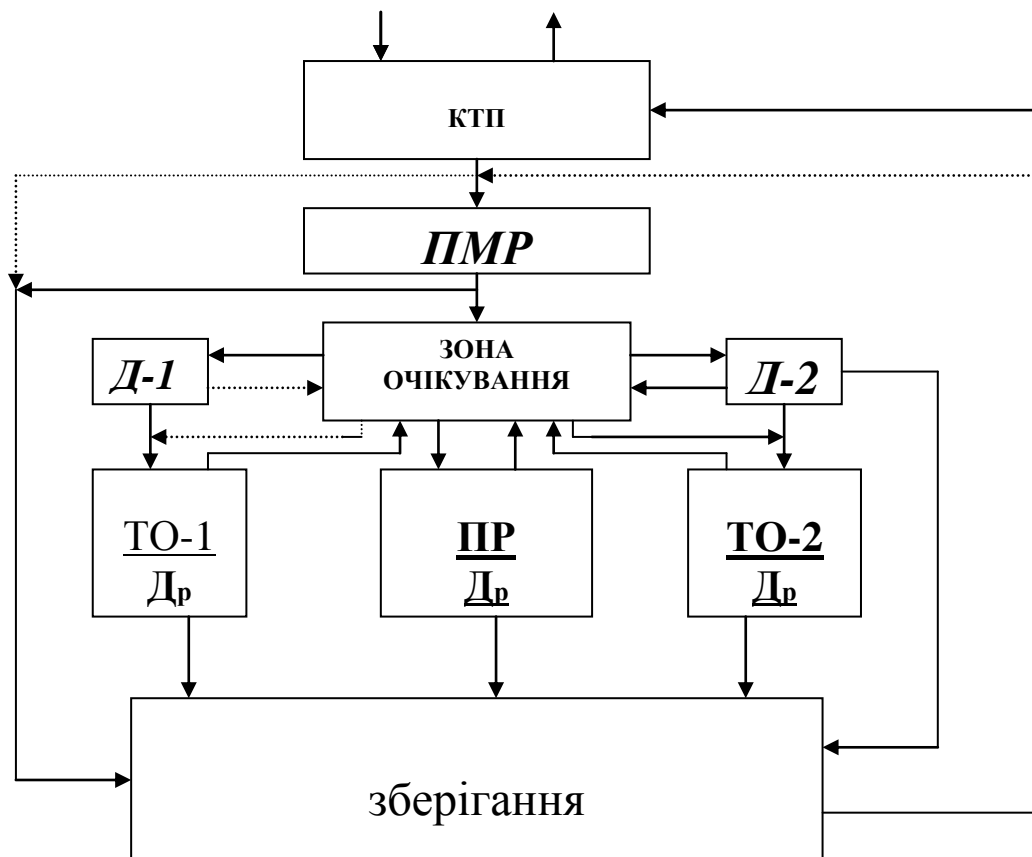 КТП
ПМР
ЗОНА
ОЧІКУВАННЯ
Д-1
Д-2
ТО-1
Др
ПР
Др
ТО-2
Др
зберігання